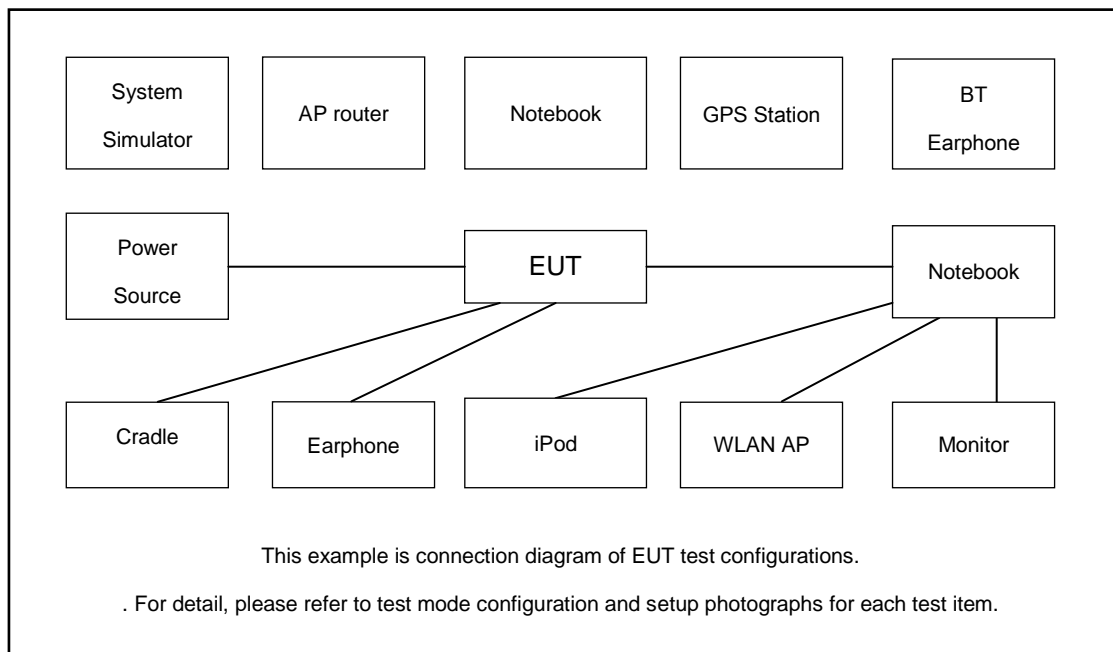 System
Simulator
AP router
Notebook
GPS Station
BT
Earphone
Power
Source
EUT
Notebook
Cradle
Earphone
iPod
WLAN AP
Monitor
This example is connection diagram of EUT test configurations.
. For detail, please refer to test mode configuration and setup photographs for each test item.